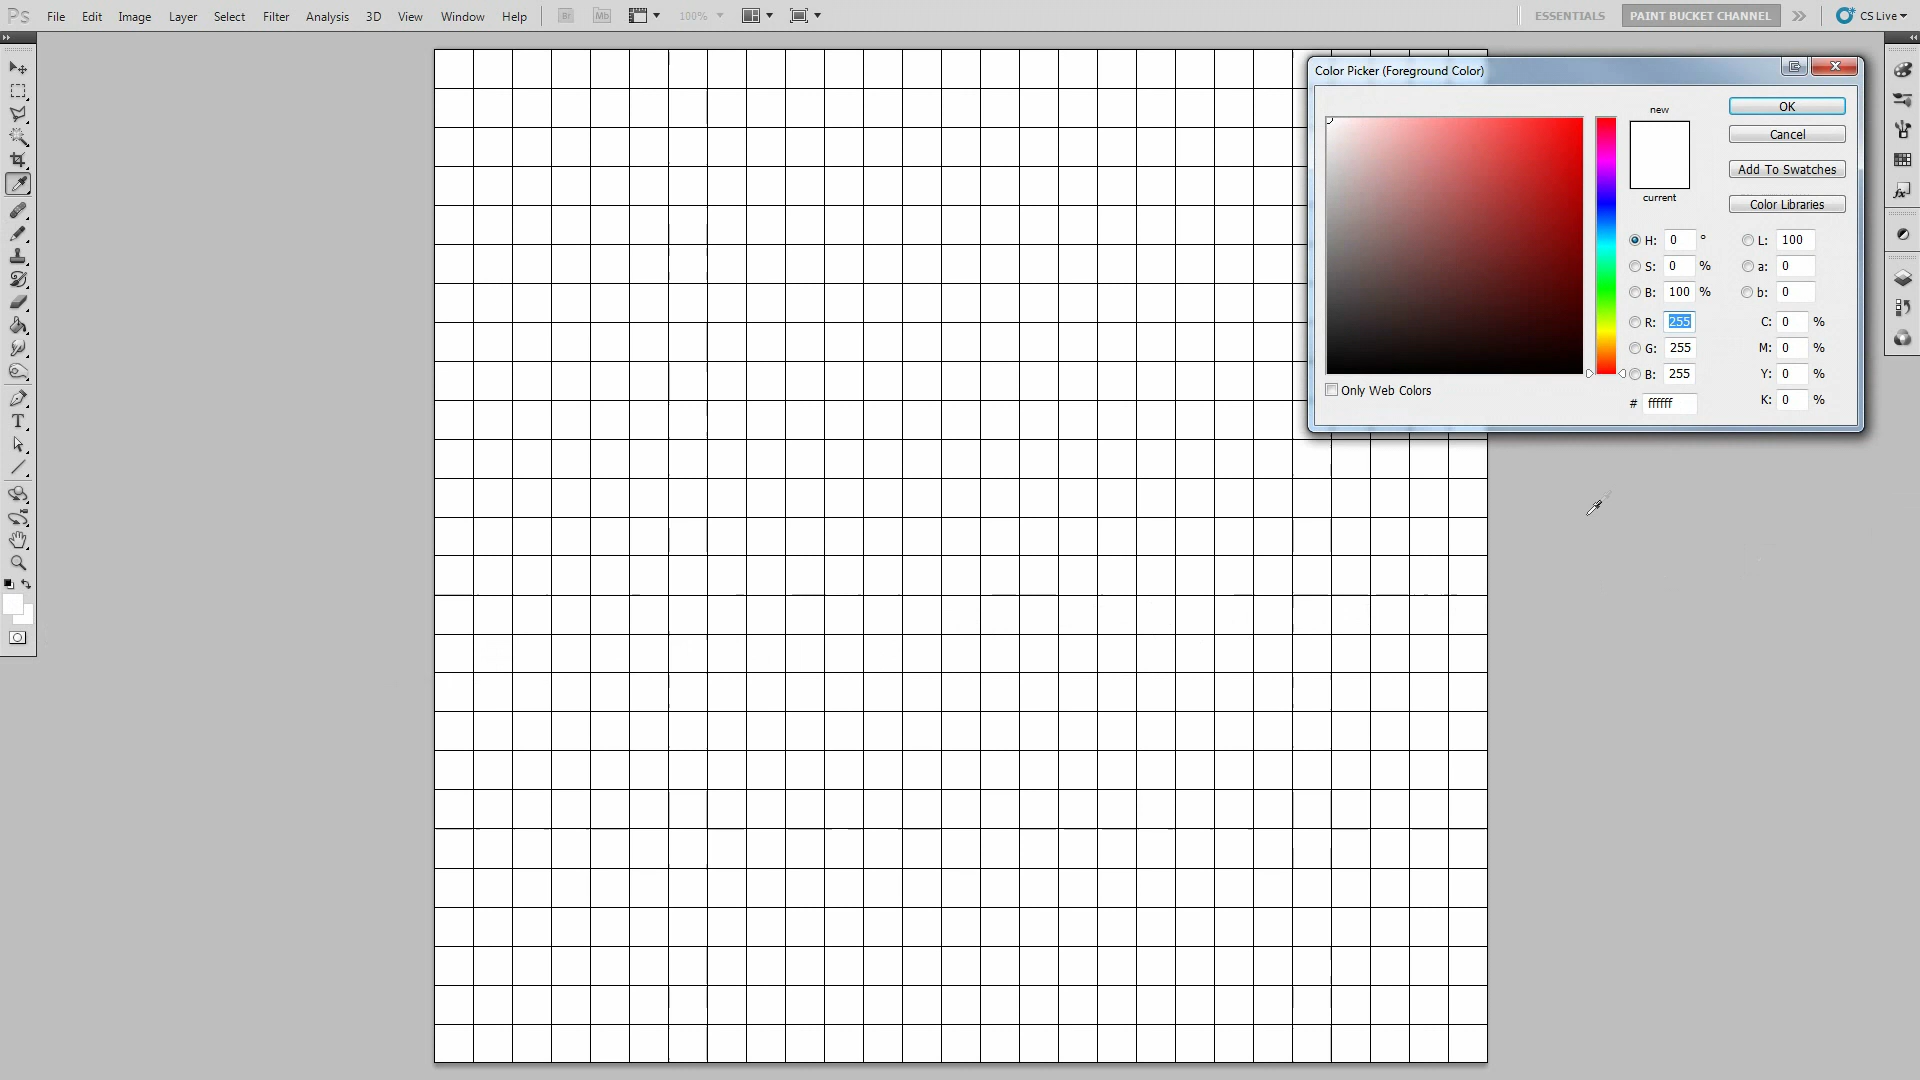 Ps File Edit Image Layer Select Filter Analysis 3D View Window Help Br Mb 100% ESSENTIALS PAINT BUCKET CHANNEL CS Live
Color Picker (Foreground Color)
new
OK
Cancel
Add To Swatches
current
Color Libraries
H: 0 ° L: 100
S: 0 % a: 0
B: 100 % b: 0
R: 255 C: 0 %
G: 255 M: 0 %
B: 255 Y: 0 %
Only Web Colors
# ffffff K: 0 %
T